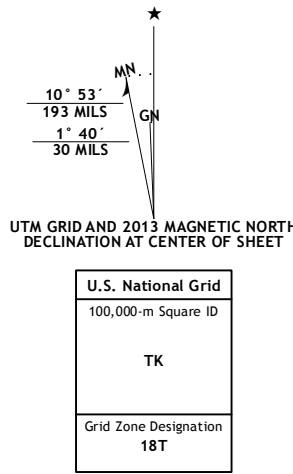 ★
MN
GN
10° 53´
193 MILS
1° 40´
30 MILS
UTM GRID AND 2013 MAGNETIC NORTH
DECLINATION AT CENTER OF SHEET
U.S. National Grid
100,000-m Square ID
TK
Grid Zone Designation
18T